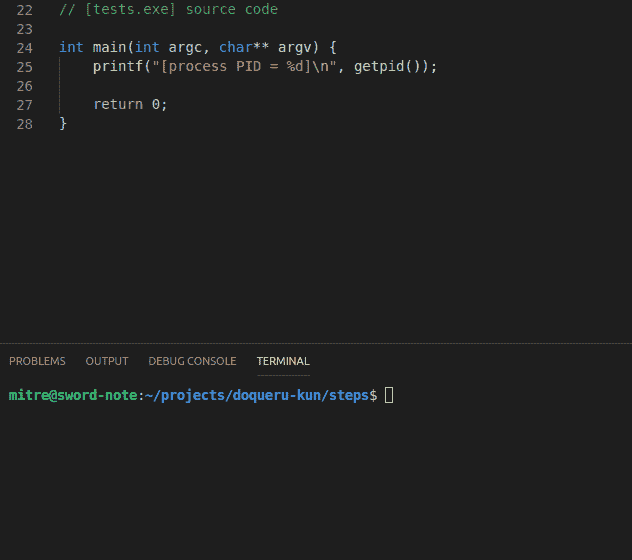 22 // [tests.exe] source code
23
24 int main(int argc, char** argv) {
25 printf("[process PID = %d]\n", getpid());
26
27 return 0;
28 }
PROBLEMS OUTPUT DEBUG CONSOLE TERMINAL
mitre@sword-note:~/projects/doqueru-kun/steps$